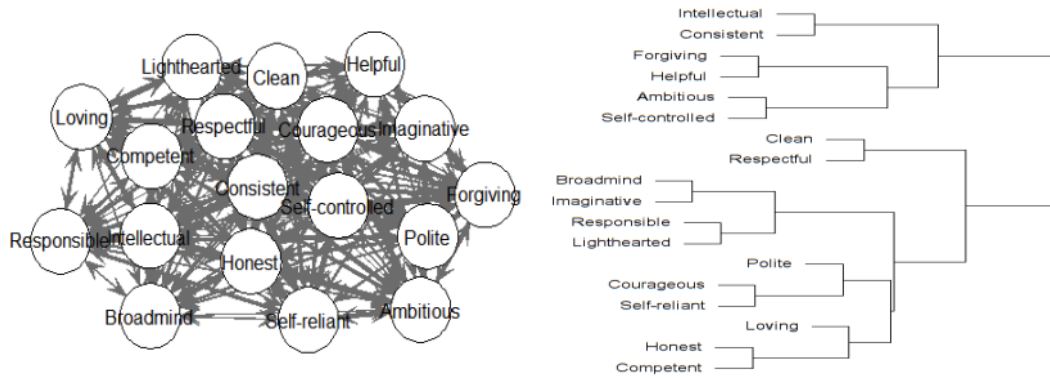 Lighthearted
Clean
Helpful
Loving
Respectful
Courageous
Imaginative
Competent
Consistent
Self-controlled
Forgiving
Responsible
Intellectual
Honest
Polite
Broadmind
Self-reliant
Ambitious
Intellectual
Consistent
Forgiving
Helpful
Ambitious
Self-controlled
Clean
Respectful
Broadmind
Imaginative
Responsible
Lighthearted
Polite
Courageous
Self-reliant
Loving
Honest
Competent